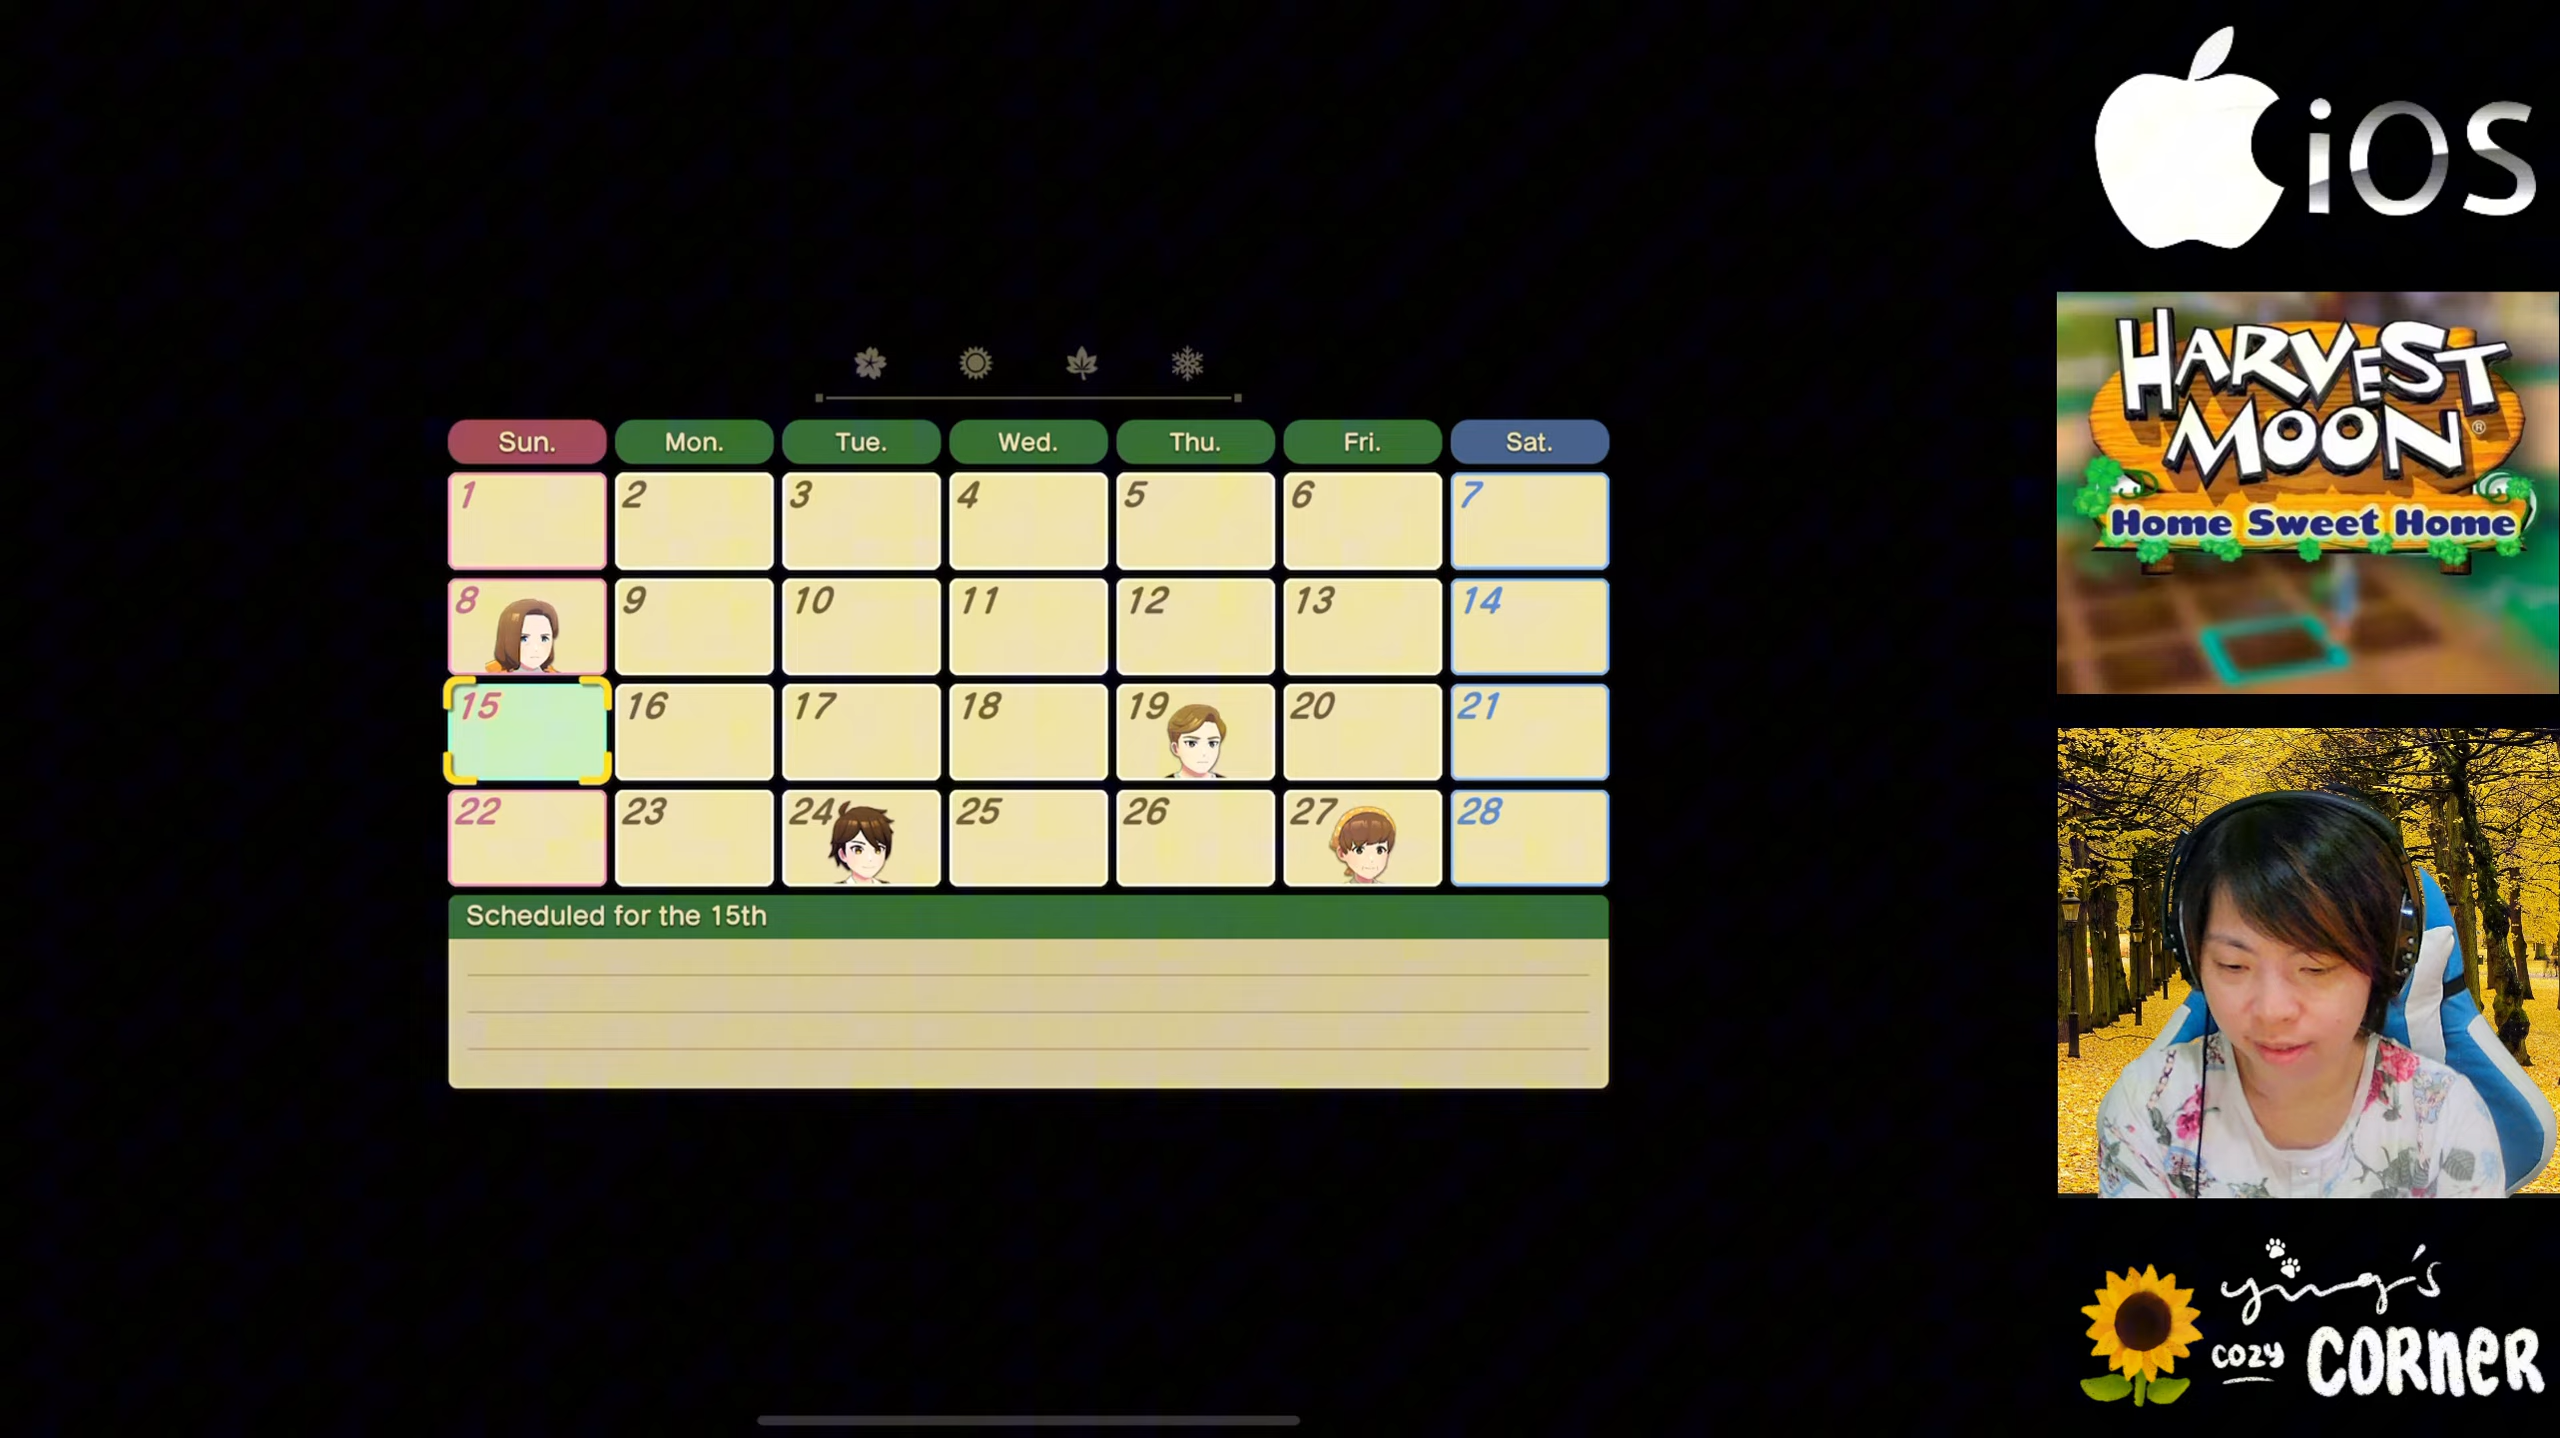 Sun. Mon. Tue. Wed. Thu. Fri. Sat.
1 2 3 4 5 6 7
8 9 10 11 12 13 14
15 16 17 18 19 20 21
22 23 24 25 26 27 28
Scheduled for the 15th
iOS
HARVEST
MOON®
Home Sweet Home
ying's
cozy CORNER